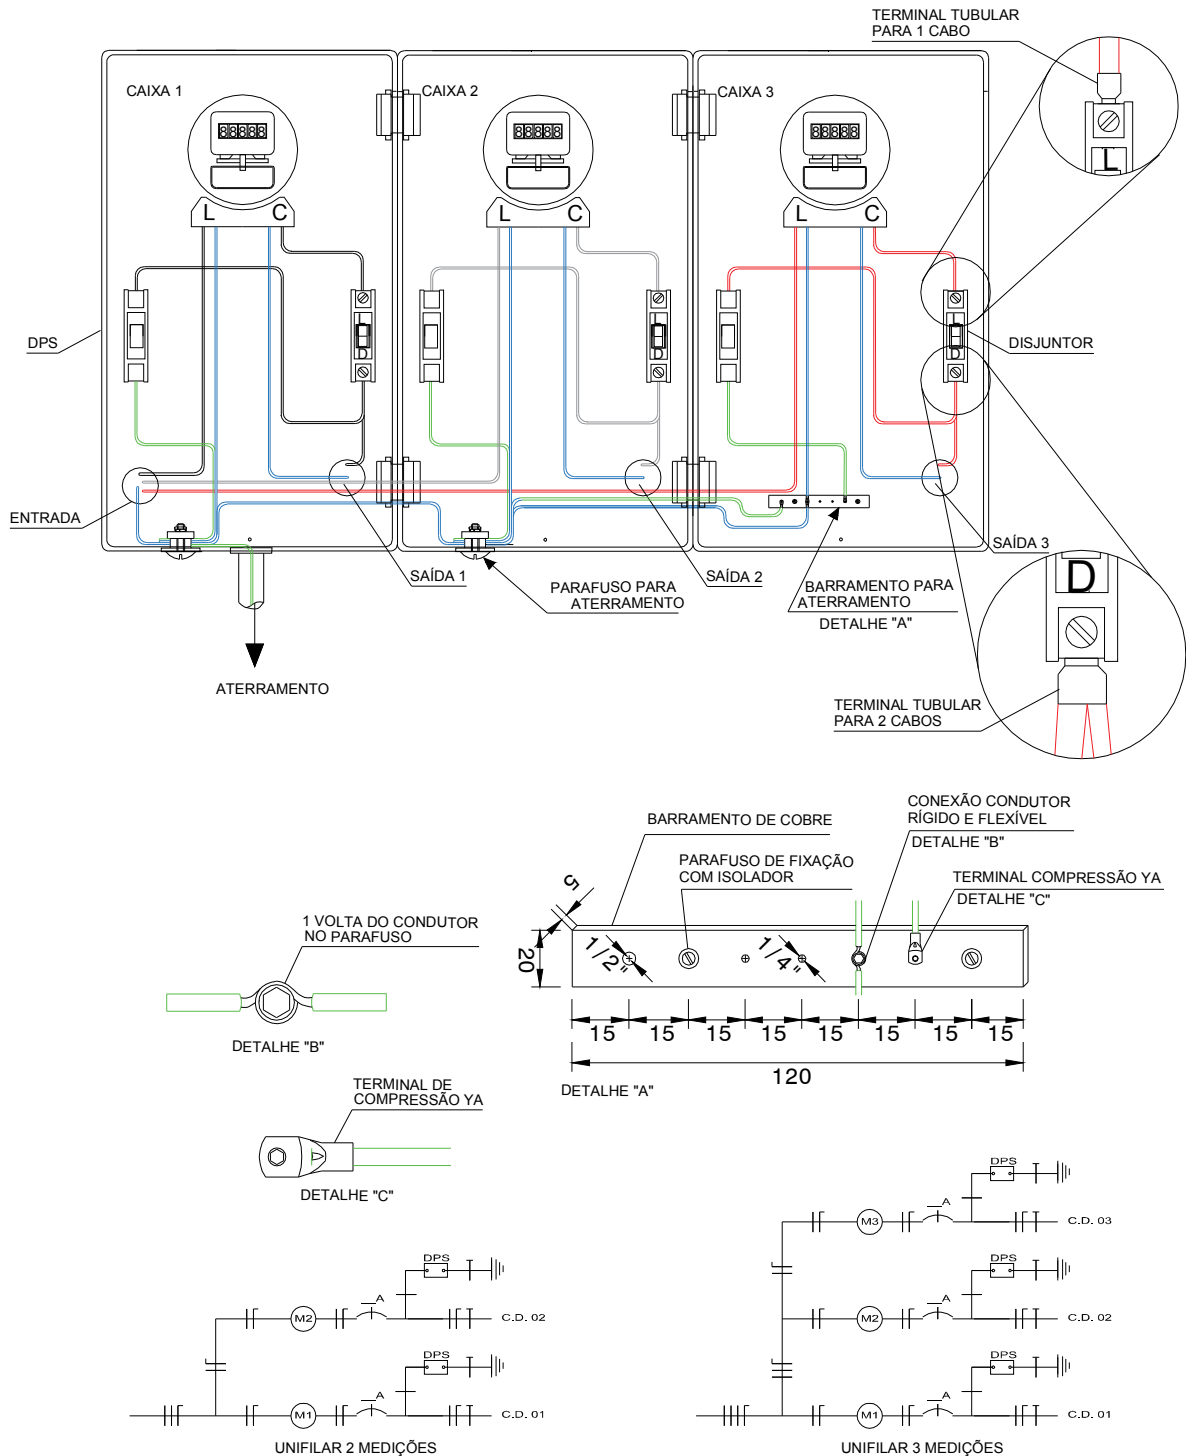 TERMINAL TUBULAR
PARA 1 CABO
CAIXA 1
CAIXA 2
CAIXA 3
88888
88888
88888
L
L C
L C
L C
L
D
L
D
L
D
DPS
DISJUNTOR
ENTRADA
SAÍDA 1
PARAFUSO PARA
ATERRAMENTO
SAÍDA 2
BARRAMENTO PARA
ATERRAMENTO
DETALHE "A"
SAÍDA 3
D
ATERRAMENTO
TERMINAL TUBULAR
PARA 2 CABOS
BARRAMENTO DE COBRE
CONEXÃO CONDUTOR
RÍGIDO E FLEXÍVEL
DETALHE "B"
PARAFUSO DE FIXAÇÃO
COM ISOLADOR
TERMINAL COMPRESSÃO YA
DETALHE "C"
5
20
1/2"
1/4"
15 15 15 15 15 15 15 15
120
DETALHE "A"
1 VOLTA DO CONDUTOR
NO PARAFUSO
DETALHE "B"
TERMINAL DE
COMPRESSÃO YA
DETALHE "C"
DPS
A
M2
C.D. 02
DPS
A
M1
C.D. 01
UNIFILAR 2 MEDIÇÕES
DPS
A
M3
C.D. 03
DPS
A
M2
C.D. 02
DPS
A
M1
C.D. 01
UNIFILAR 3 MEDIÇÕES